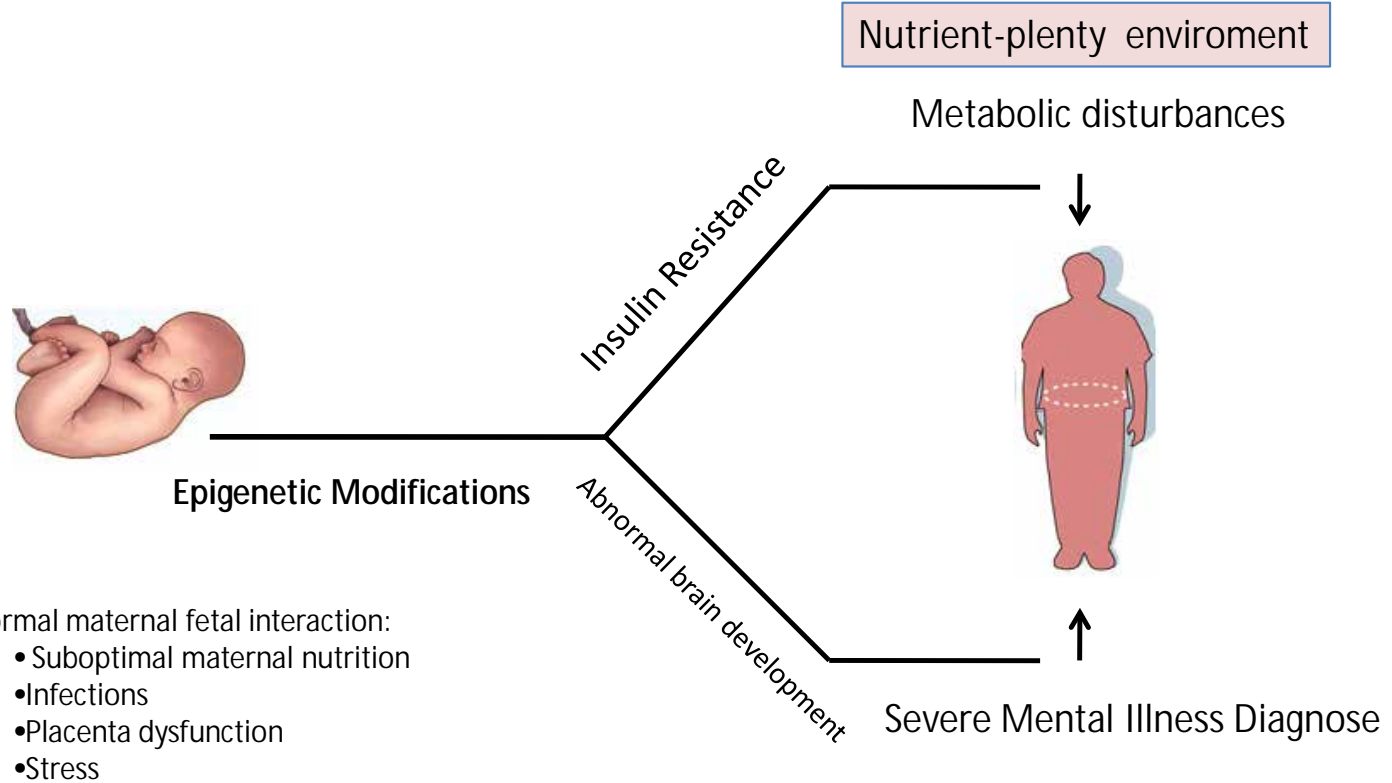 Nutrient-plenty enviroment
Metabolic disturbances
Insulin Resistance
Epigenetic Modifications
Abnormal brain development
ormal maternal fetal interaction:
• Suboptimal maternal nutrition
•Infections
•Placenta dysfunction
•Stress
Severe Mental Illness Diagnose